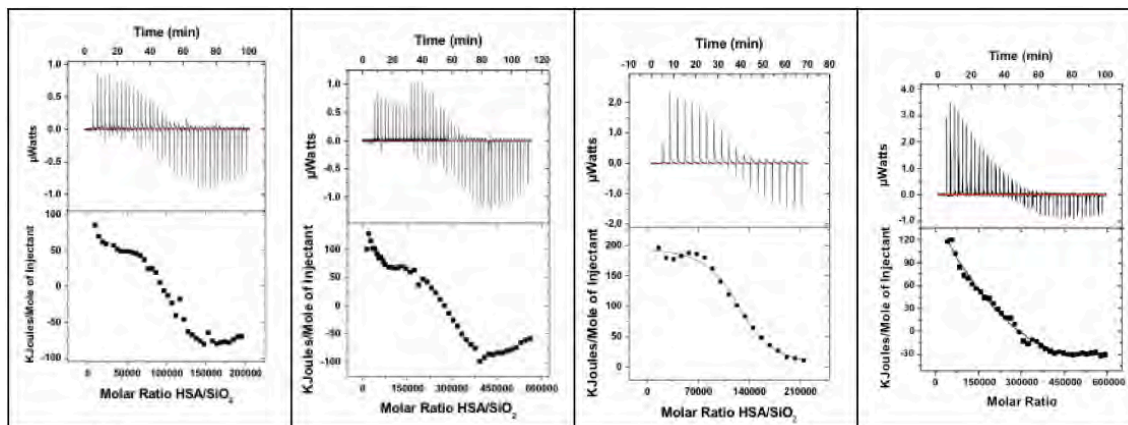 Time (min)
0 20 40 60 80 100
1.0
0.5
0.0
-0.5
-1.0
µWatts
100
50
0
-50
-100
KJoules/Mole of Injectant
0 50000 100000 150000 200000
Molar Ratio HSA/SiO2
Time (min)
0 20 40 60 80 100 120
1.0
0.5
0.0
-0.5
-1.0
µWatts
100
50
0
-50
-100
KJoules/Mole of Injectant
0 150000 300000 450000 600000
Molar Ratio HSA/SiO2
Time (min)
-10 0 10 20 30 40 50 60 70 80
2.0
1.0
0.0
-1.0
-2.0
µWatts
200
150
100
50
0
KJoules/Mole of Injectant
0 70000 140000 210000
Molar Ratio HSA/SiO2
Time (min)
0 20 40 60 80 100
4.0
3.0
2.0
1.0
0.0
-1.0
µWatts
120
90
60
30
0
-30
KJoules/Mole of Injectant
0 150000 300000 450000 600000
Molar Ratio